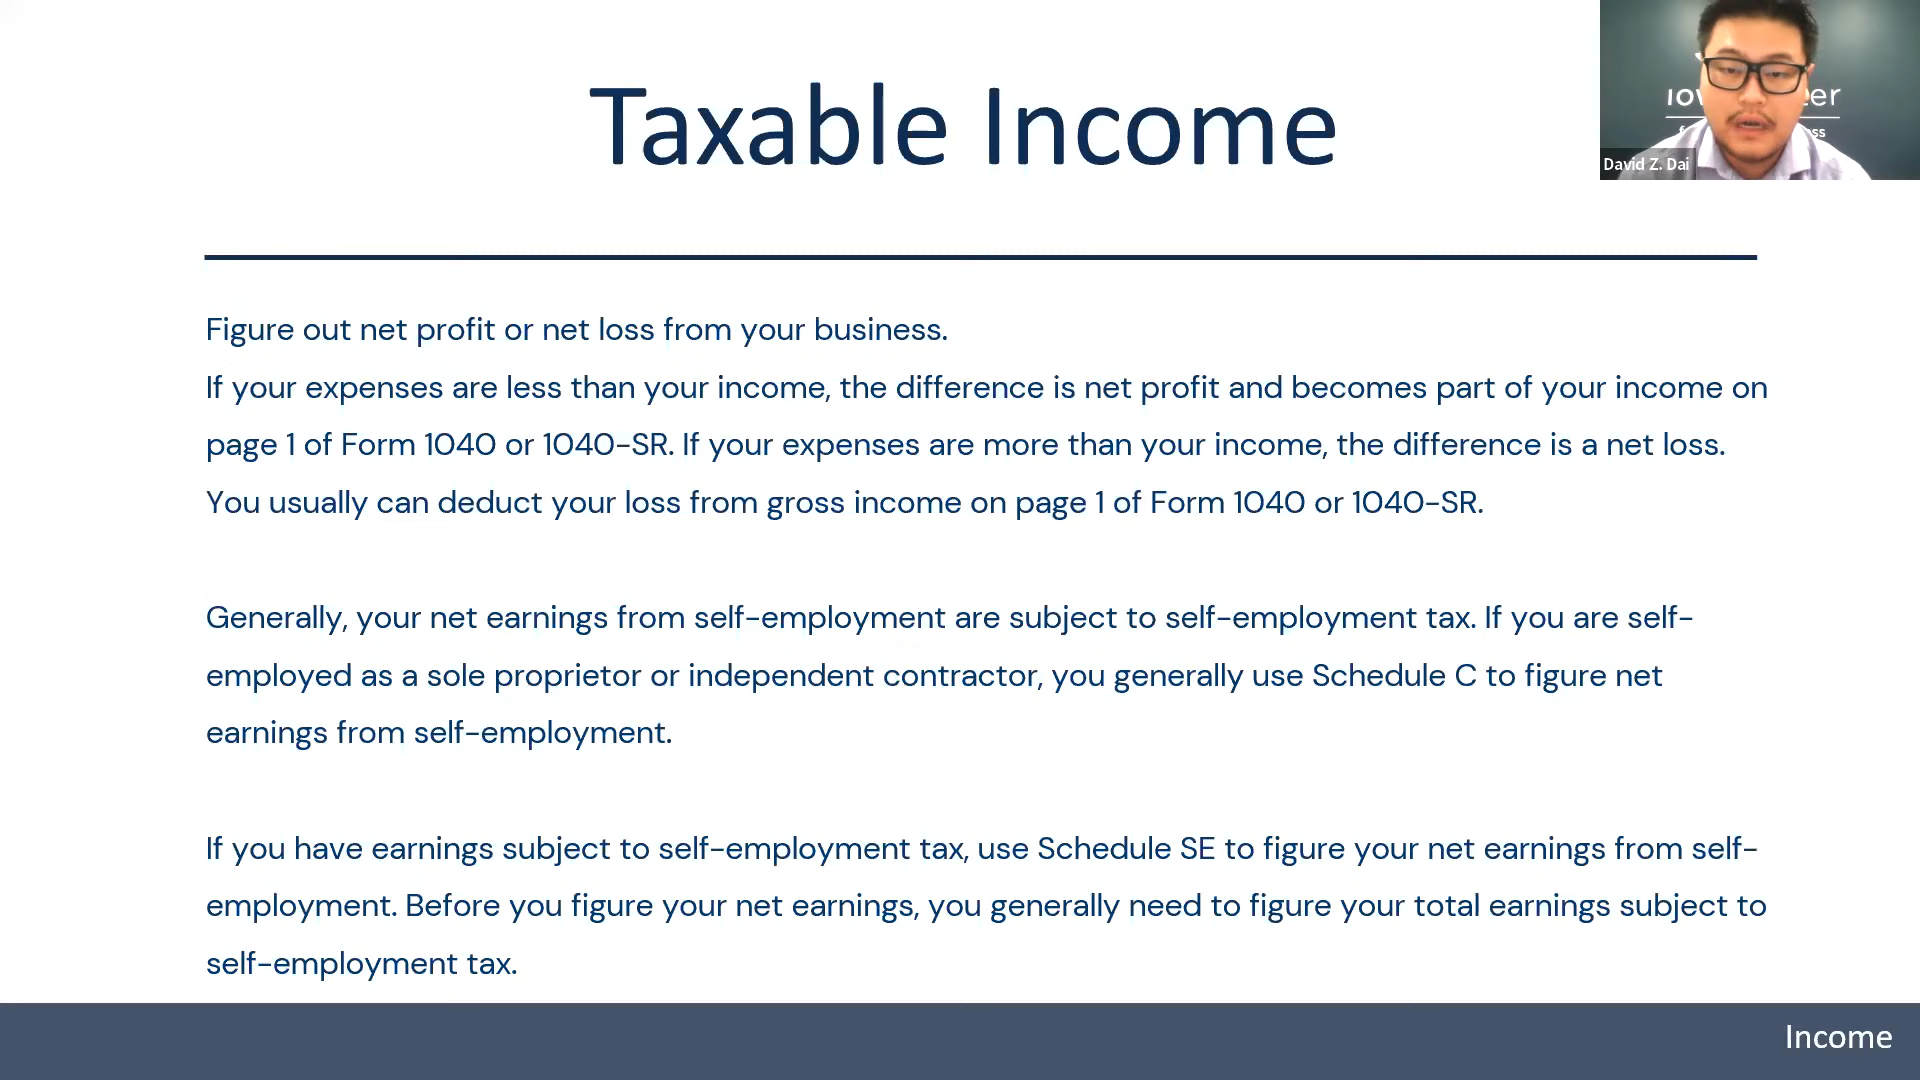 Taxable Income
David Z. Dai
Figure out net profit or net loss from your business.
If your expenses are less than your income, the difference is net profit and becomes part of your income on
page 1 of Form 1040 or 1040-SR. If your expenses are more than your income, the difference is a net loss.
You usually can deduct your loss from gross income on page 1 of Form 1040 or 1040-SR.
Generally, your net earnings from self-employment are subject to self-employment tax. If you are self-
employed as a sole proprietor or independent contractor, you generally use Schedule C to figure net
earnings from self-employment.
If you have earnings subject to self-employment tax, use Schedule SE to figure your net earnings from self-
employment. Before you figure your net earnings, you generally need to figure your total earnings subject to
self-employment tax.
Income